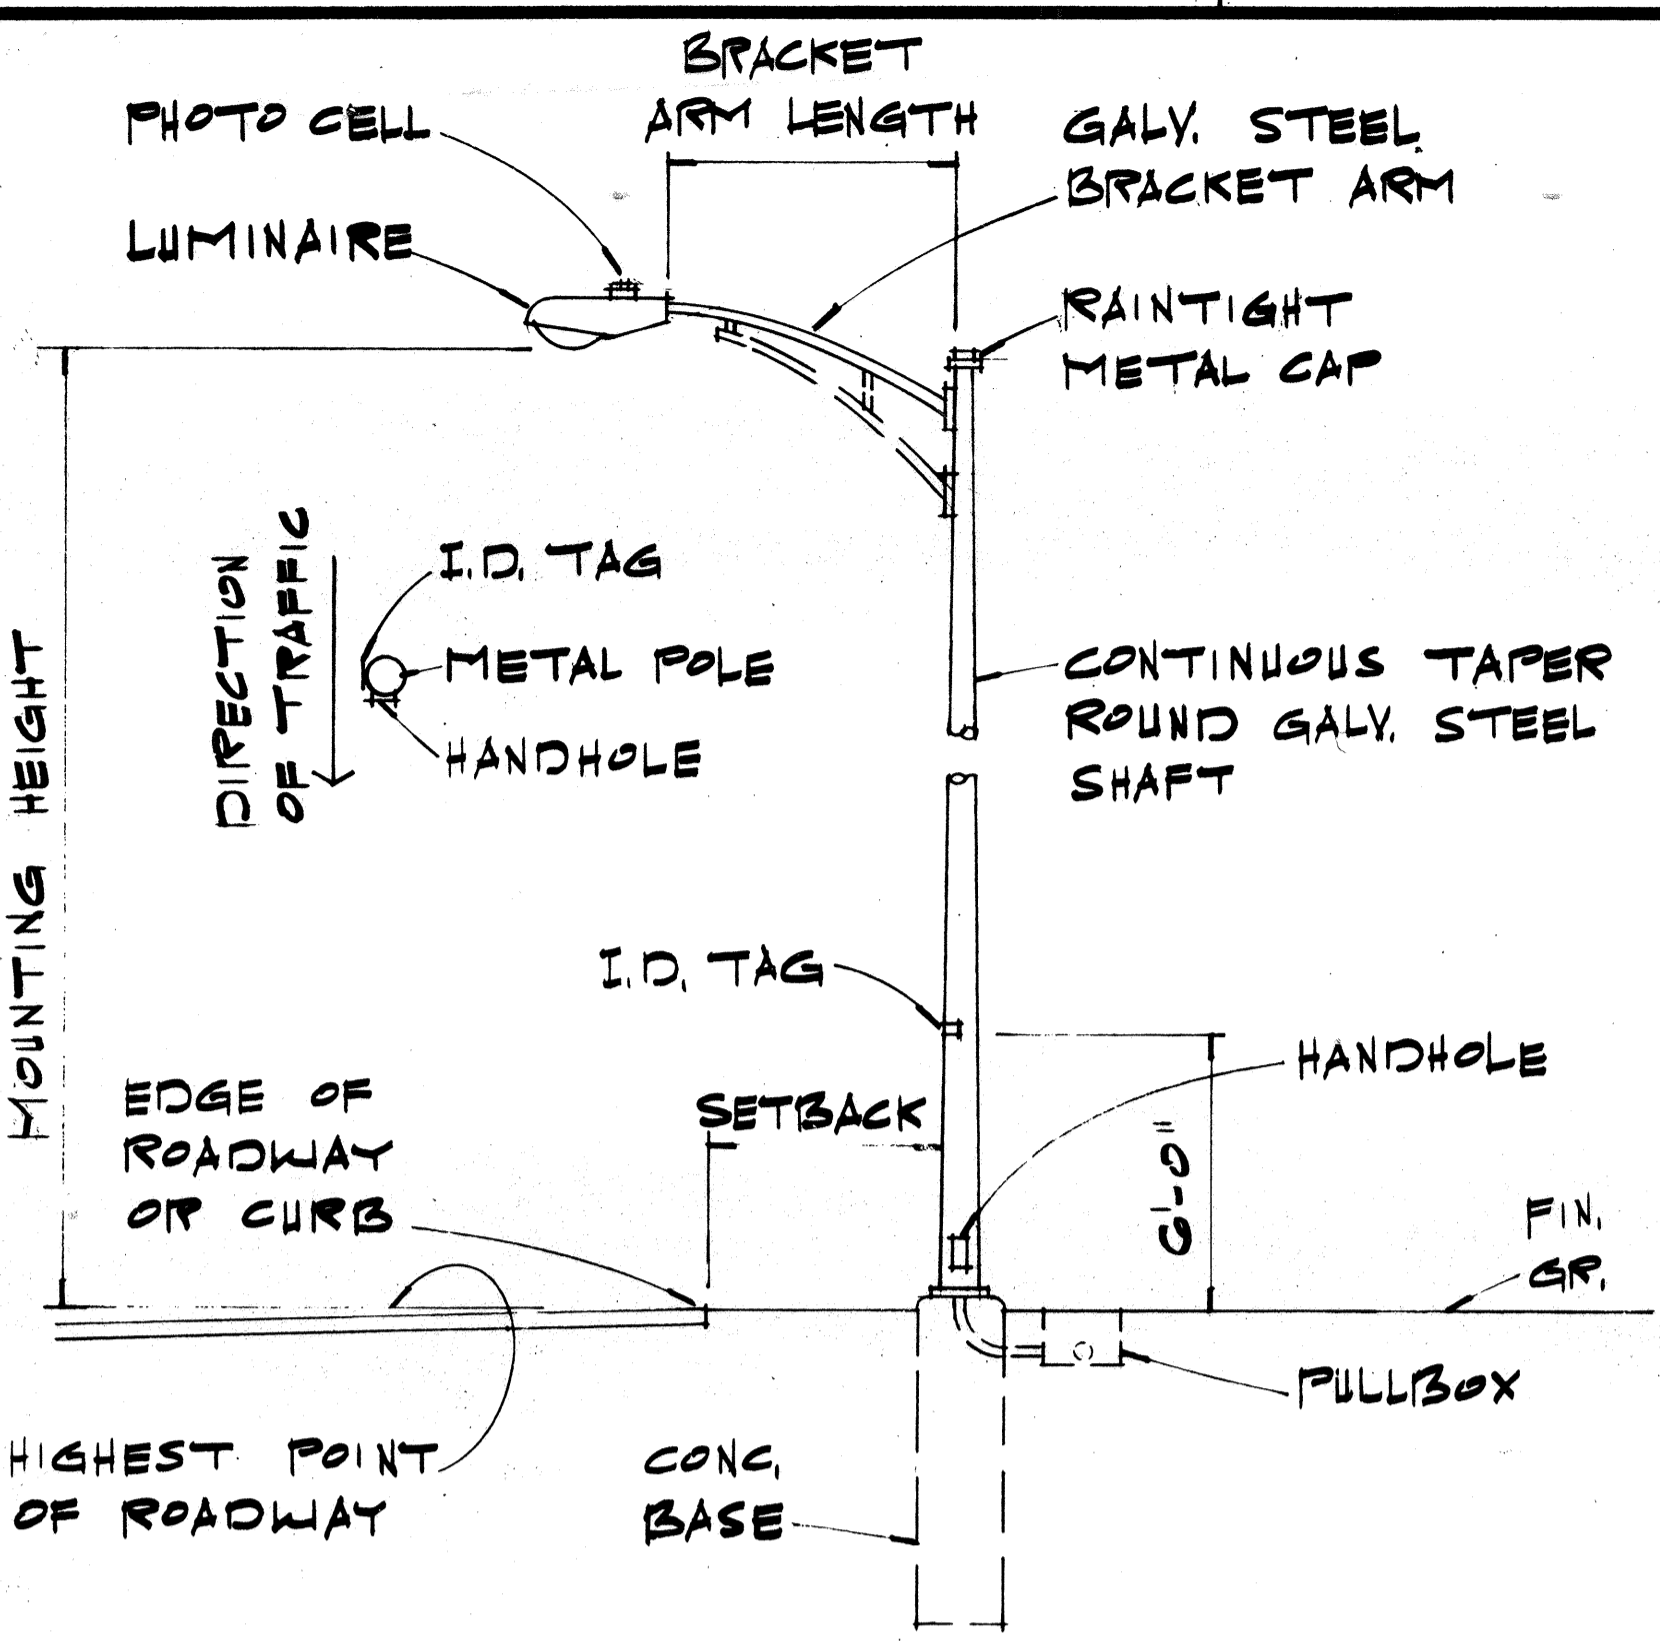 BRACKET
ARM LENGTH
PHOTO CELL
LUMINAIRE
GALV. STEEL
BRACKET ARM
RAINTIGHT
METAL CAP
MOUNTING HEIGHT
DIRECTION
OF TRAFFIC
I.D. TAG
METAL POLE
HANDHOLE
CONTINUOUS TAPER
ROUND GALV. STEEL
SHAFT
I.D. TAG
HANDHOLE
EDGE OF
ROADWAY
OR CURB
SETBACK
6'-0"
FIN.
GR.
PULLBOX
HIGHEST POINT
OF ROADWAY
CONC.
BASE